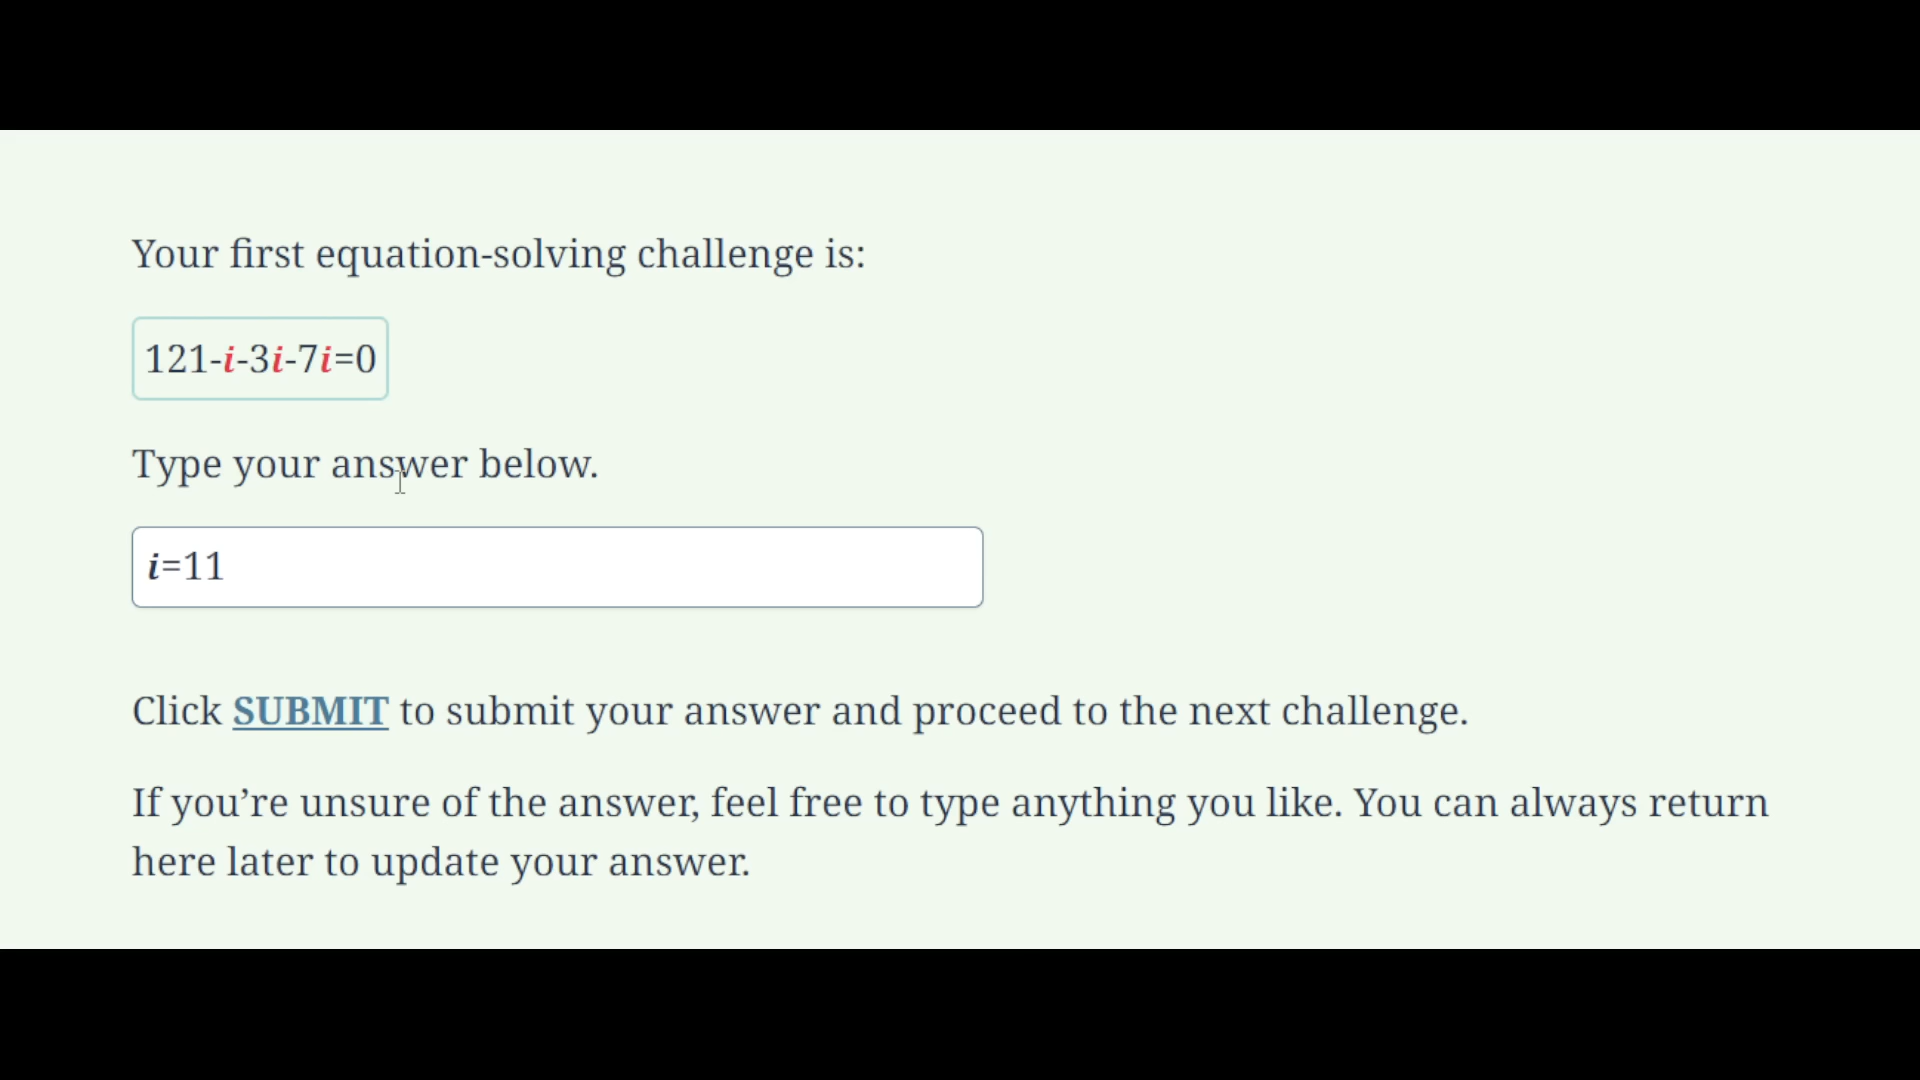 Your first equation-solving challenge is:
121-i-3i-7i=0
Type your answer below.
i=11
Click SUBMIT to submit your answer and proceed to the next challenge.
If you’re unsure of the answer, feel free to type anything you like. You can always return
here later to update your answer.